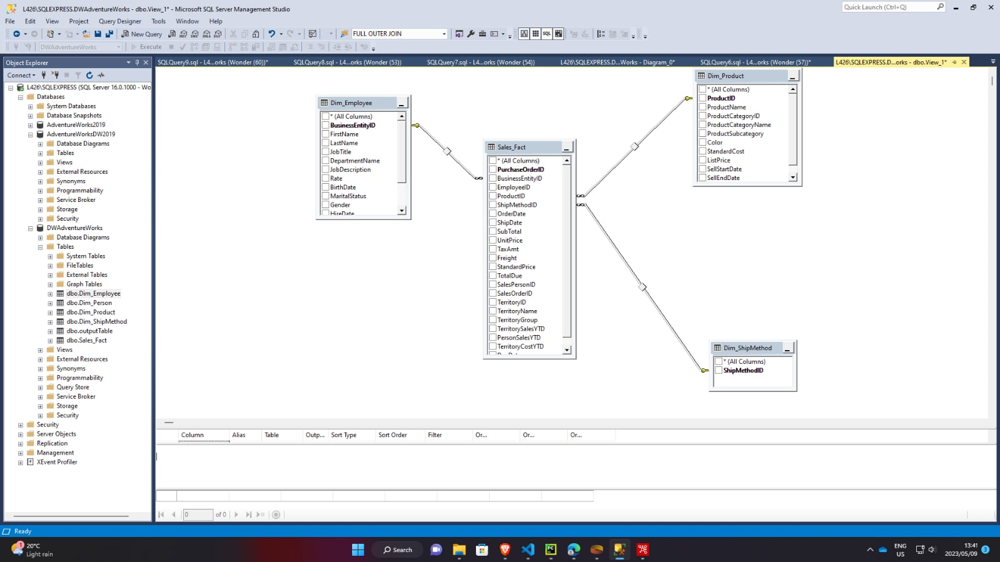 L426\SQLEXPRESS.DWAdventureWorks - dbo.View_1* - Microsoft SQL Server Management Studio
Quick Launch (Ctrl+Q)
File Edit View Project Query Designer Tools Window Help
New Query
FULL OUTER JOIN
DWAdventureWorks
Execute
Object Explorer
SQLQuery9.sql - L4...orks (Wonder (60))*
SQLQuery8.sql - L4...orks (Wonder (53))
SQLQuery7.sql - L4...orks (Wonder (54))
L426\SQLEXPRESS.D...Works - Diagram_0*
SQLQuery6.sql - L4...orks (Wonder (57))*
L426\SQLEXPRESS.D...orks - dbo.View_1*
Connect
L426\SQLEXPRESS (SQL Server 16.0.1000 - Wo
Databases
System Databases
Database Snapshots
AdventureWorks2019
AdventureWorksDW2019
Database Diagrams
Tables
Views
External Resources
Synonyms
Programmability
Service Broker
Storage
Security
DWAdventureWorks
Database Diagrams
Tables
System Tables
FileTables
External Tables
Graph Tables
dbo.Dim_Employee
dbo.Dim_Person
dbo.Dim_Product
dbo.Dim_ShipMethod
dbo.outputTable
dbo.Sales_Fact
Views
External Resources
Synonyms
Programmability
Query Store
Service Broker
Storage
Security
Security
Server Objects
Replication
Management
XEvent Profiler
Dim_Employee
* (All Columns)
BusinessEntityID
FirstName
LastName
JobTitle
DepartmentName
JobDescription
Rate
BirthDate
MaritalStatus
Gender
HireDate
Sales_Fact
* (All Columns)
PurchaseOrderID
BusinessEntityID
EmployeeID
ProductID
ShipMethodID
OrderDate
ShipDate
SubTotal
UnitPrice
TaxAmt
Freight
StandardPrice
TotalDue
SalesPersonID
SalesOrderID
TerritoryID
TerritoryName
TerritoryGroup
TerritorySalesYTD
PersonSalesYTD
TerritoryCostYTD
Dim_Product
* (All Columns)
ProductID
ProductName
ProductCategoryID
ProductCategoryName
ProductSubcategory
Color
StandardCost
ListPrice
SellStartDate
SellEndDate
Dim_ShipMethod
* (All Columns)
ShipMethodID
Column Alias Table Outp... Sort Type Sort Order Filter Or... Or... Or...
0 of 0
Ready
1
20°C
Light rain
Search
ENG
US
13:41
2023/05/09
3